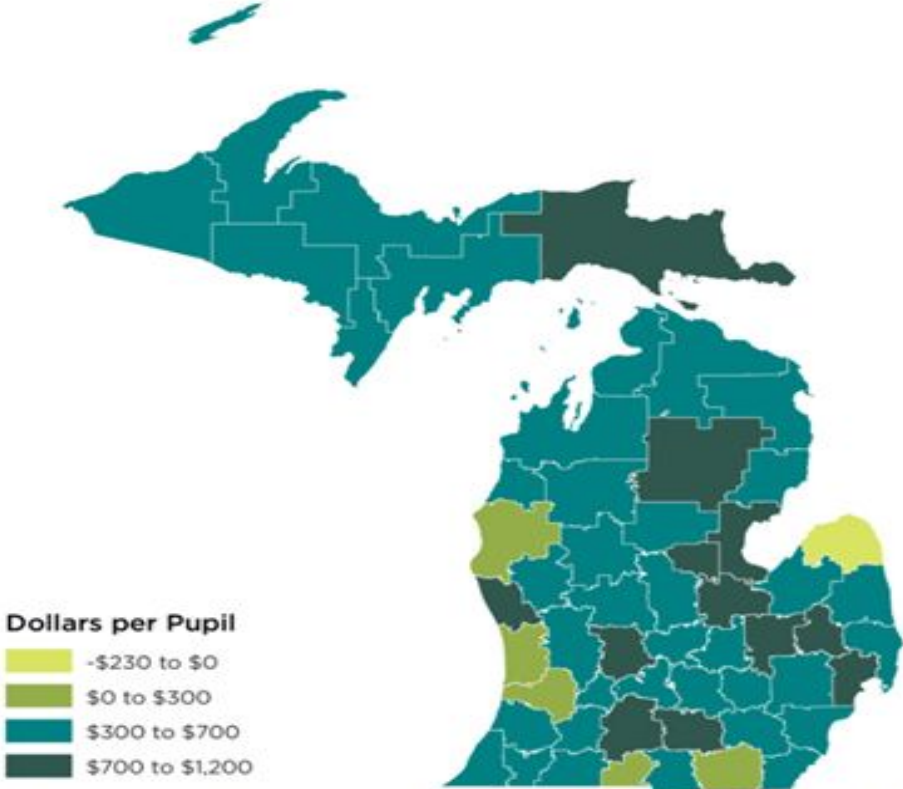 Dollars per Pupil
-$230 to $0
$0 to $300
$300 to $700
$700 to $1,200